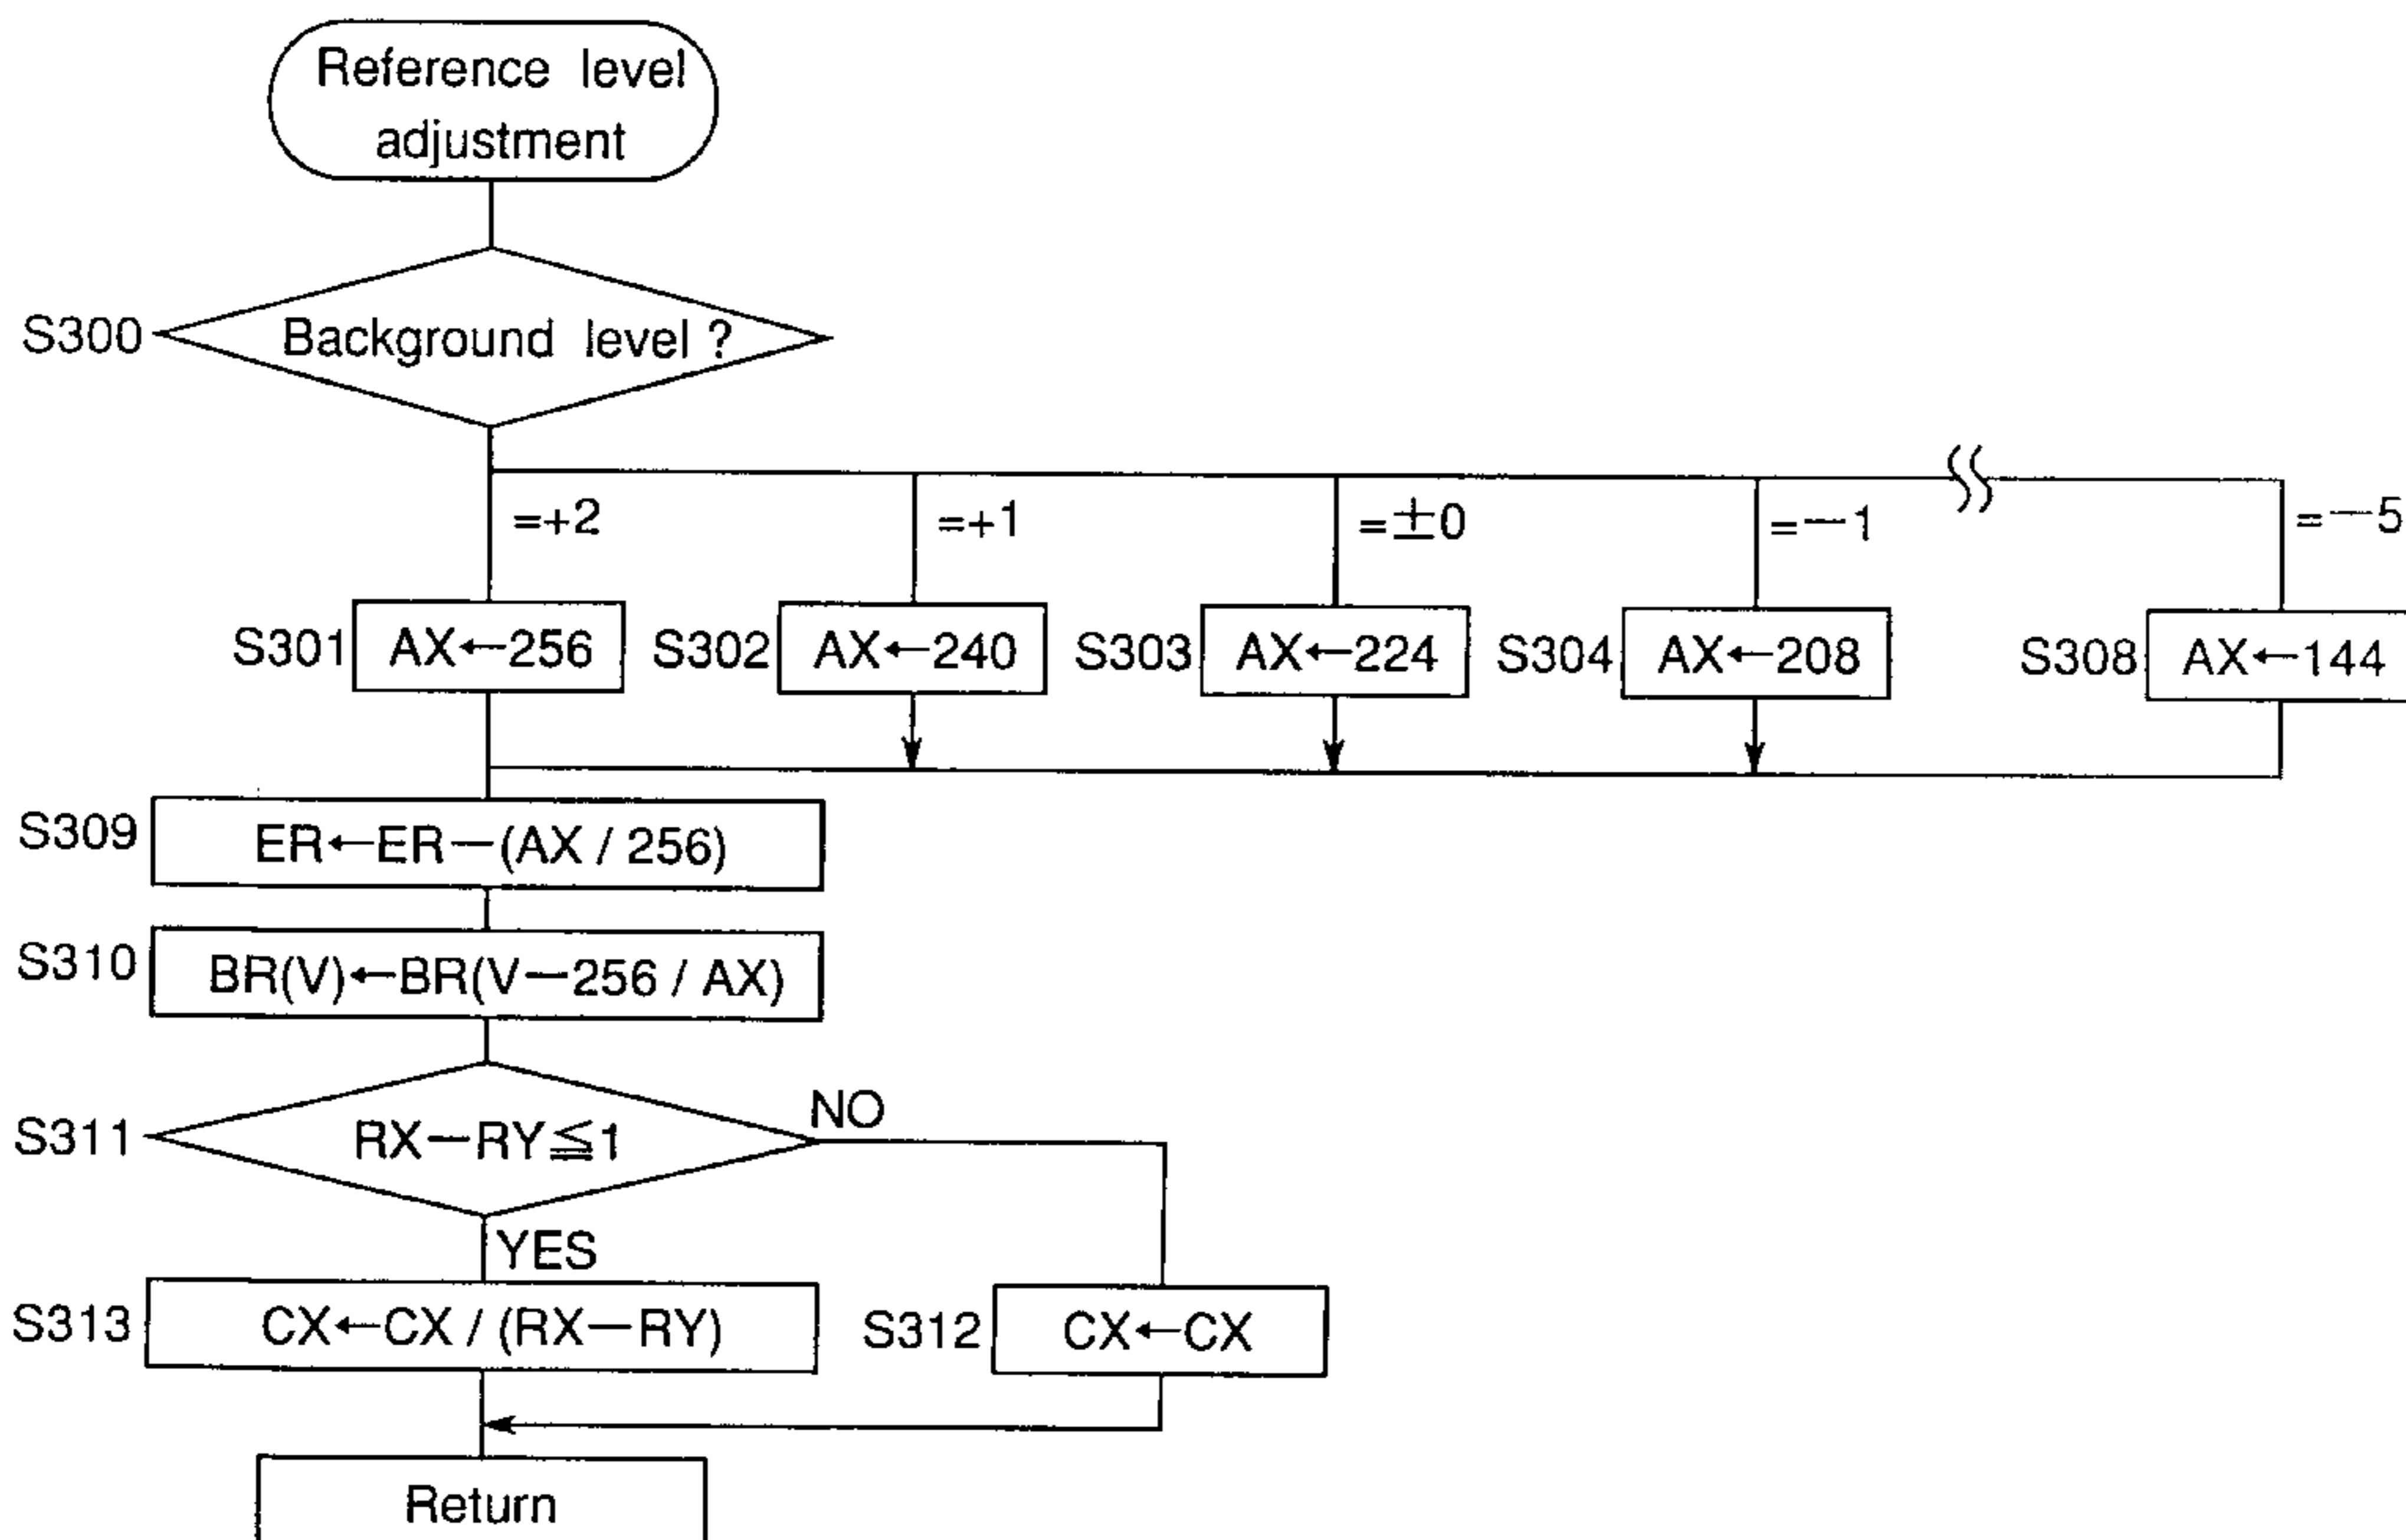 Reference level
adjustment
S300
Background level ?
=+2
=+1
=±0
=−1
=−5
S301
AX←256
S302
AX←240
S303
AX←224
S304
AX←208
S308
AX←144
S309
ER←ER−(AX / 256)
S310
BR(V)←BR(V−256 / AX)
S311
RX−RY≦1
NO
YES
S313
CX←CX / (RX−RY)
S312
CX←CX
Return